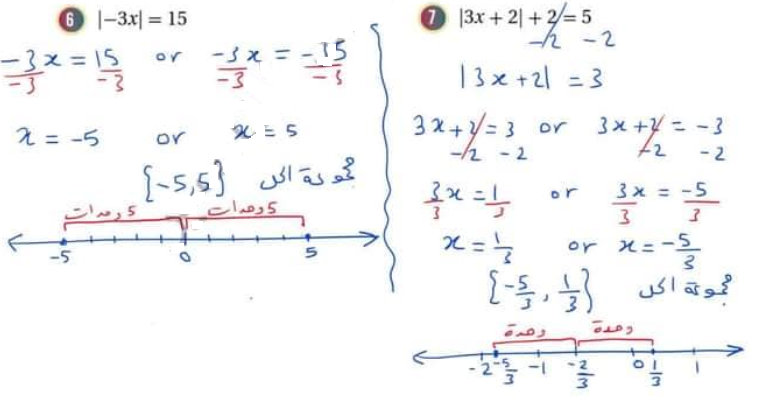 6 |−3x| = 15
−3x = 15 or −3x = −15
−3 −3 −3 −3
x = −5 or x = 5
{−5,5} مجموعة الحل
5 وحدات 5 وحدات
−5 0 5
7 |3x + 2| + 2 = 5
−2 −2
|3x+2| = 3
3x+2 = 3 or 3x+2 = −3
−2 −2 −2 −2
3x = 1 or 3x = −5
3 3 3 3
x = 1/3 or x = −5/3
{−5/3, 1/3} مجموعة الحل
وحدة وحدة
−2 −5/3 −1 −2/3 0 1/3 1